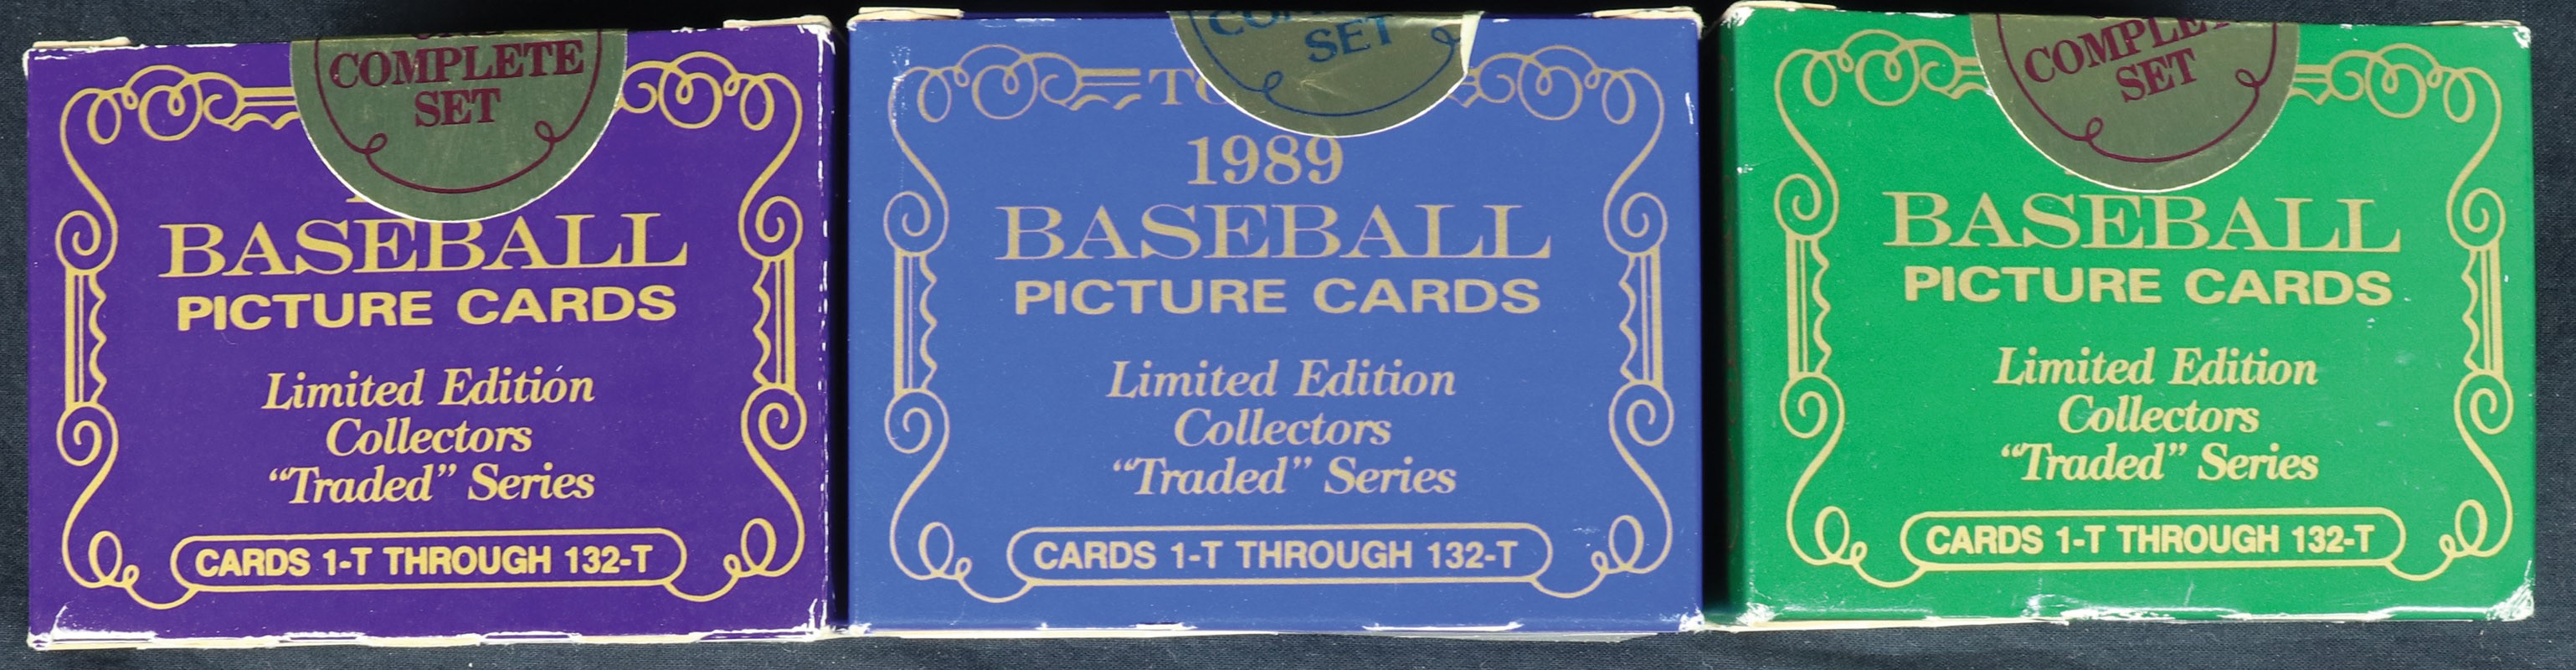 COMPLETE
SET
BASEBALL
PICTURE CARDS
Limited Edition
Collectors
“Traded” Series
CARDS 1-T THROUGH 132-T
SET
1989
BASEBALL
PICTURE CARDS
Limited Edition
Collectors
“Traded” Series
CARDS 1-T THROUGH 132-T
SET
BASEBALL
PICTURE CARDS
Limited Edition
Collectors
“Traded” Series
CARDS 1-T THROUGH 132-T